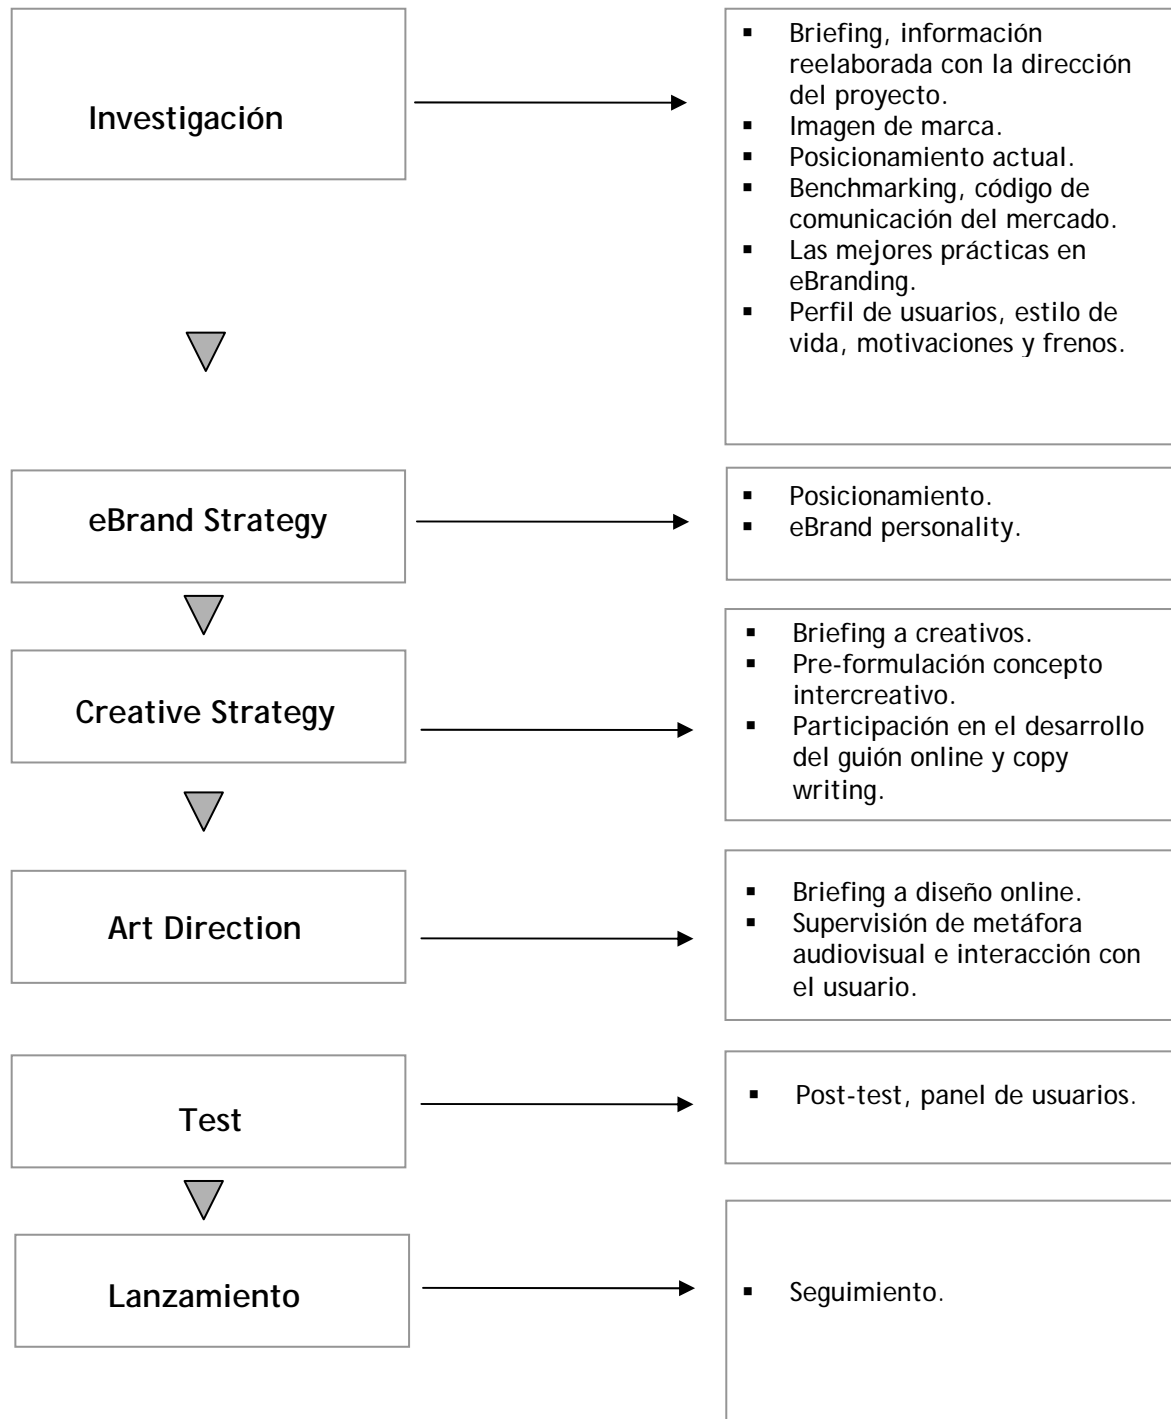 Investigación
▪ Briefing, información
reelaborada con la dirección
del proyecto.
▪ Imagen de marca.
▪ Posicionamiento actual.
▪ Benchmarking, código de
comunicación del mercado.
▪ Las mejores prácticas en
eBranding.
▪ Perfil de usuarios, estilo de
vida, motivaciones y frenos.
eBrand Strategy
▪ Posicionamiento.
▪ eBrand personality.
Creative Strategy
▪ Briefing a creativos.
▪ Pre-formulación concepto
intercreativo.
▪ Participación en el desarrollo
del guión online y copy
writing.
Art Direction
▪ Briefing a diseño online.
▪ Supervisión de metáfora
audiovisual e interacción con
el usuario.
Test
▪ Post-test, panel de usuarios.
Lanzamiento
▪ Seguimiento.